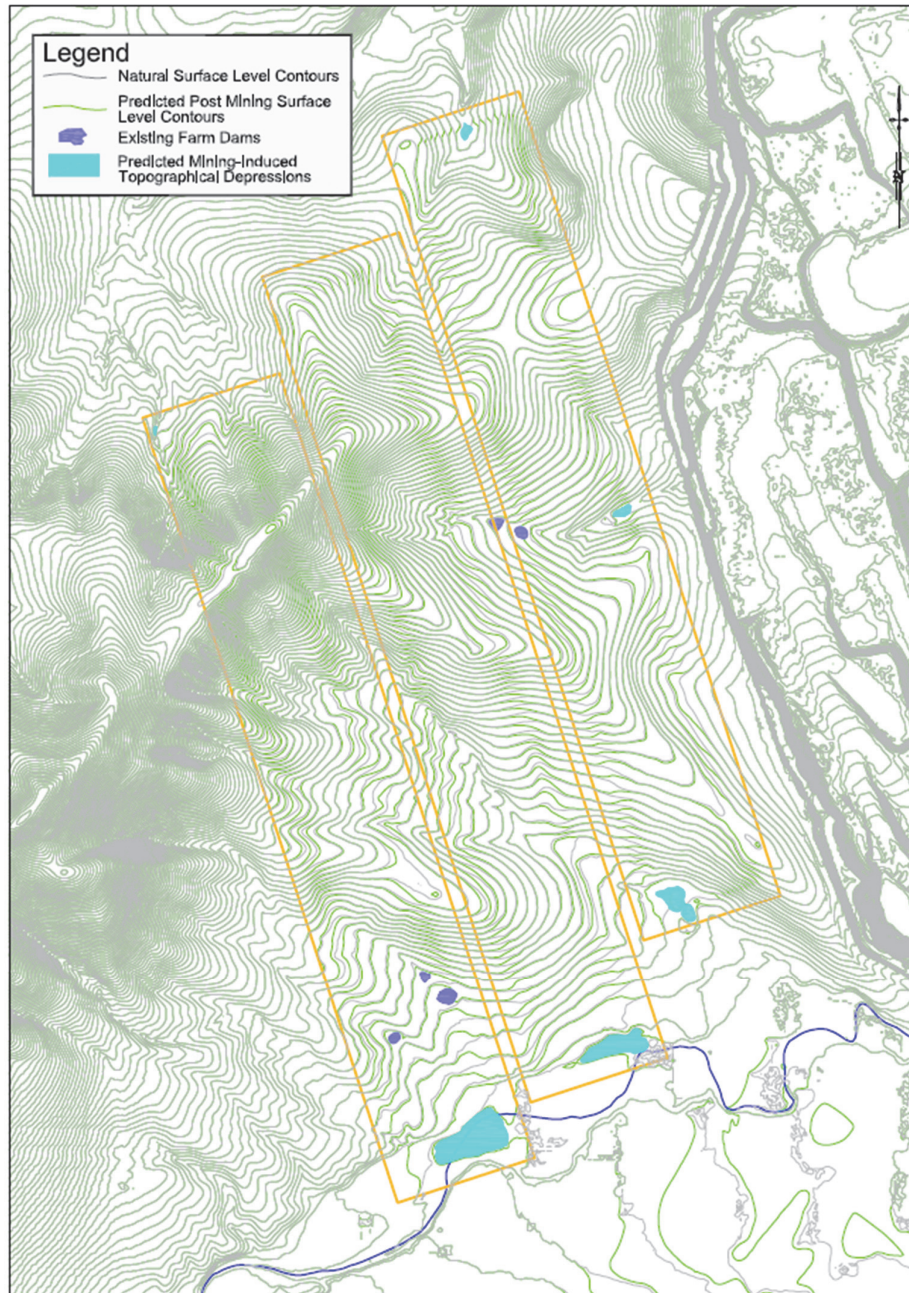 Legend
Natural Surface Level Contours
Predicted Post Mining Surface
Level Contours
Existing Farm Dams
Predicted Mining-Induced
Topographical Depressions